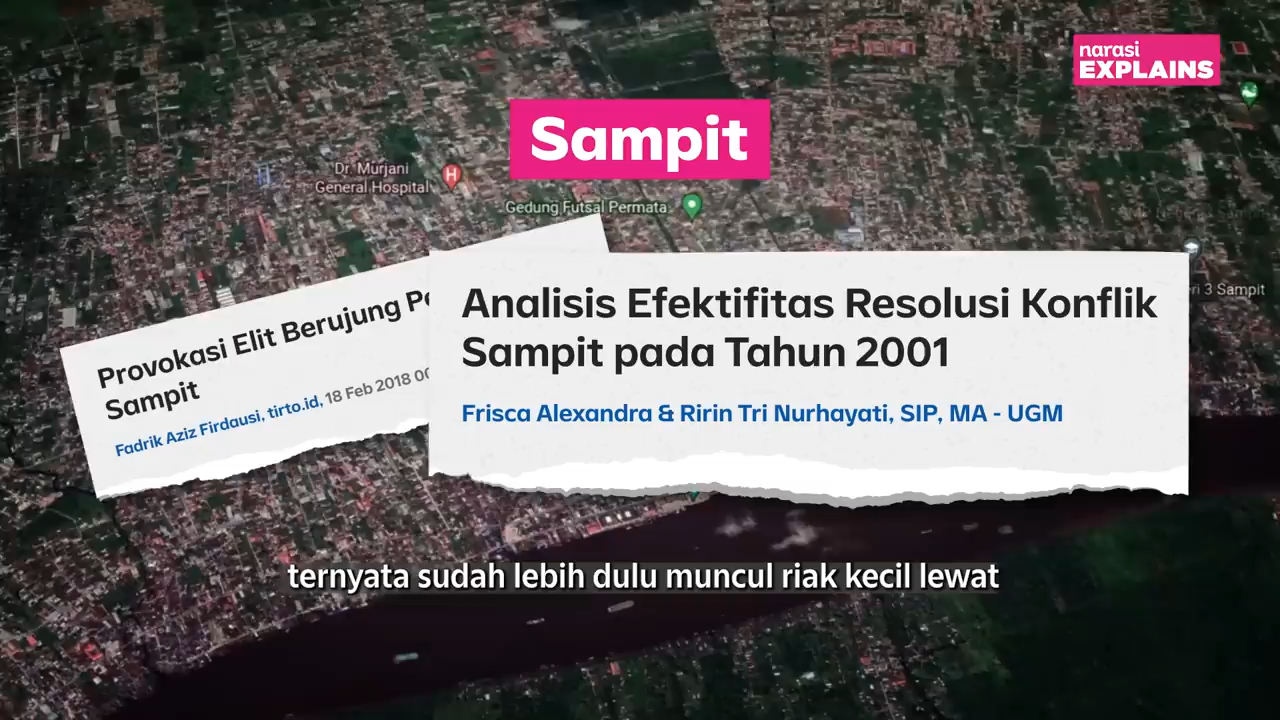 narasi
EXPLAINS
Sampit
Dr. Murjani
General Hospital
Gedung Futsal Permata
3 Sampit
Provokasi Elit Berujung
Sampit
Fadrik Aziz Firdausi, tirto.id, 18 Feb 2018
Analisis Efektifitas Resolusi Konflik
Sampit pada Tahun 2001
Frisca Alexandra & Ririn Tri Nurhayati, SIP, MA - UGM
ternyata sudah lebih dulu muncul riak kecil lewat